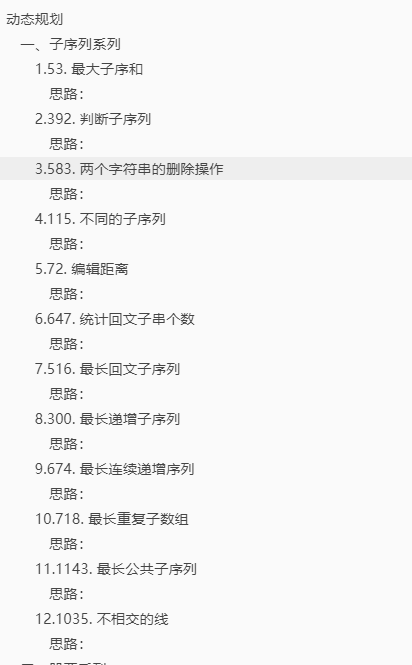 动态规划
一、子序列系列
1.53. 最大子序和
思路：
2.392. 判断子序列
思路：
3.583. 两个字符串的删除操作
思路：
4.115. 不同的子序列
思路：
5.72. 编辑距离
思路：
6.647. 统计回文子串个数
思路：
7.516. 最长回文子序列
思路：
8.300. 最长递增子序列
思路：
9.674. 最长连续递增序列
思路：
10.718. 最长重复子数组
思路：
11.1143. 最长公共子序列
思路：
12.1035. 不相交的线
思路：